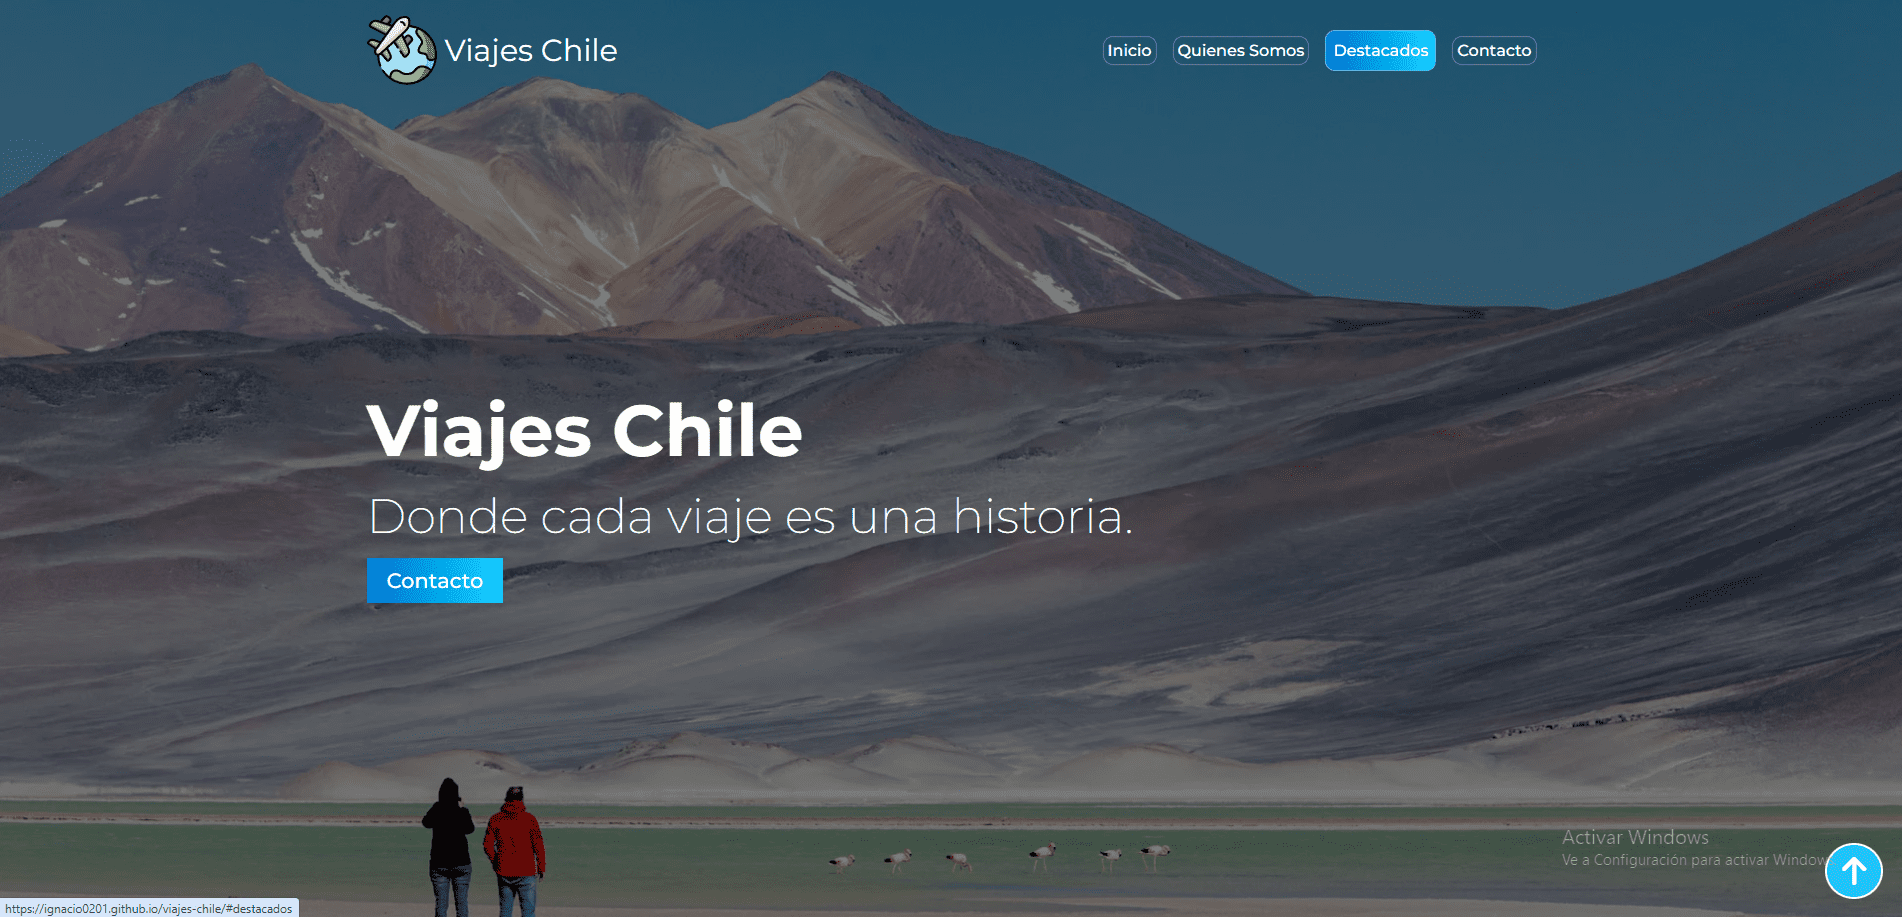 Viajes Chile
Inicio Quienes Somos Destacados Contacto
Viajes Chile
Donde cada viaje es una historia.
Contacto
Activar Windows
Ve a Configuración para activar Windows
https://ignacio0201.github.io/viajes-chile/#destacados